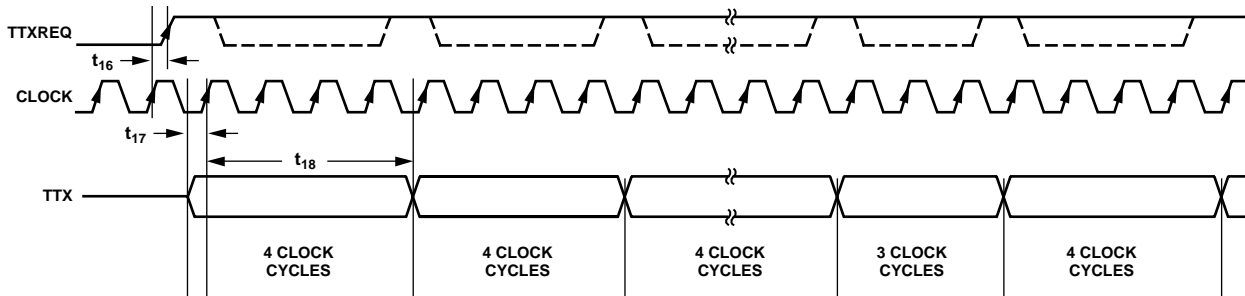 TTXREQ
t16
CLOCK
t17
t18
TTX
4 CLOCK
CYCLES
4 CLOCK
CYCLES
4 CLOCK
CYCLES
3 CLOCK
CYCLES
4 CLOCK
CYCLES